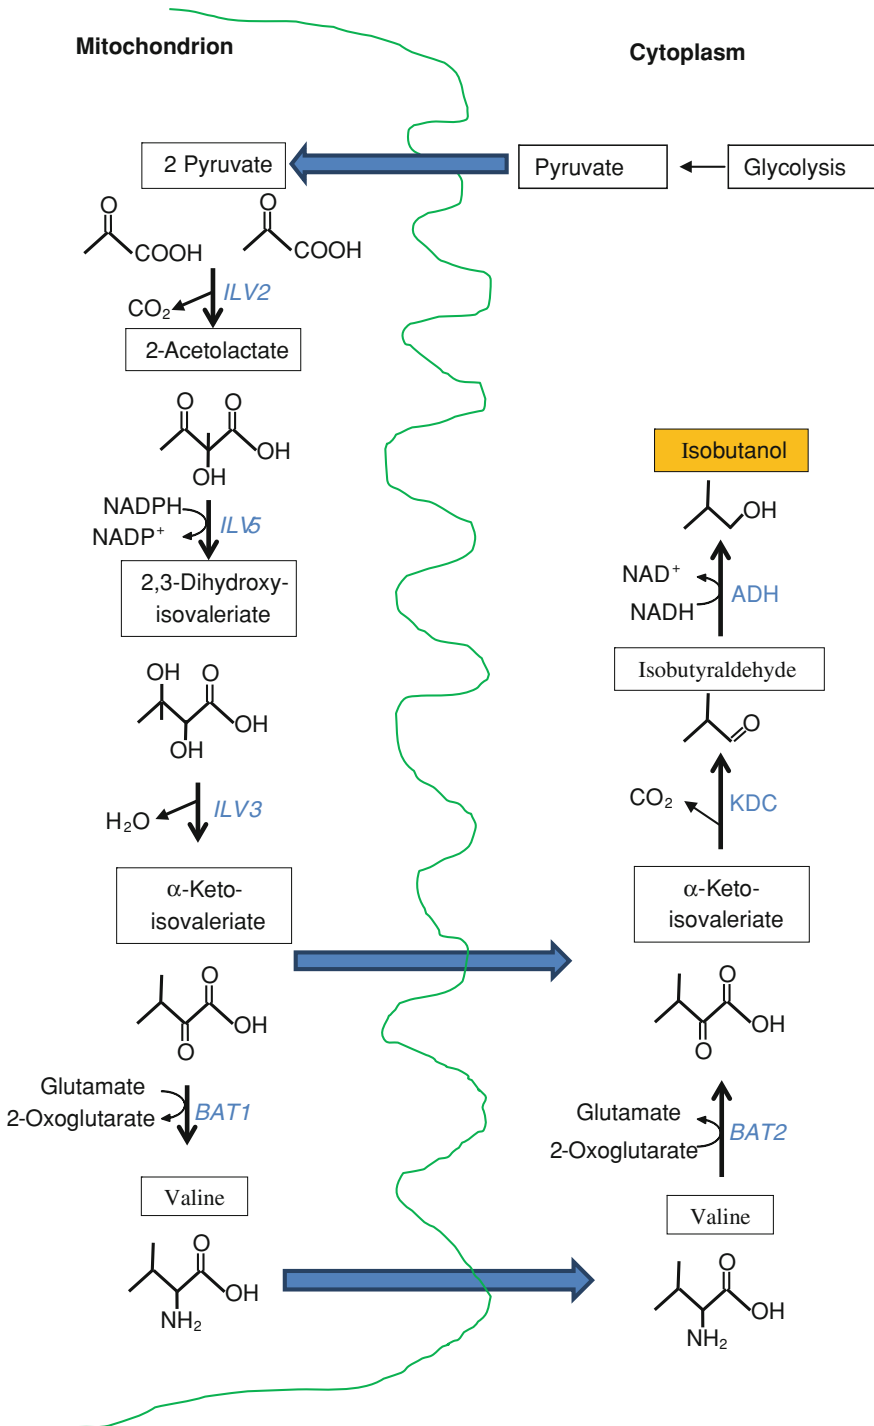 Mitochondrion
Cytoplasm
2 Pyruvate
Pyruvate
Glycolysis
O
COOH
O
COOH
CO2
ILV2
2-Acetolactate
O
O
OH
OH
NADPH
NADP+
ILV5
2,3-Dihydroxy-
isovaleriate
OH
O
OH
OH
H2O
ILV3
α-Keto-
isovaleriate
O
OH
O
Glutamate
2-Oxoglutarate
BAT1
Valine
O
OH
NH2
Isobutanol
OH
NAD+
NADH
ADH
Isobutyraldehyde
O
CO2
KDC
α-Keto-
isovaleriate
O
OH
O
Glutamate
2-Oxoglutarate
BAT2
Valine
O
OH
NH2